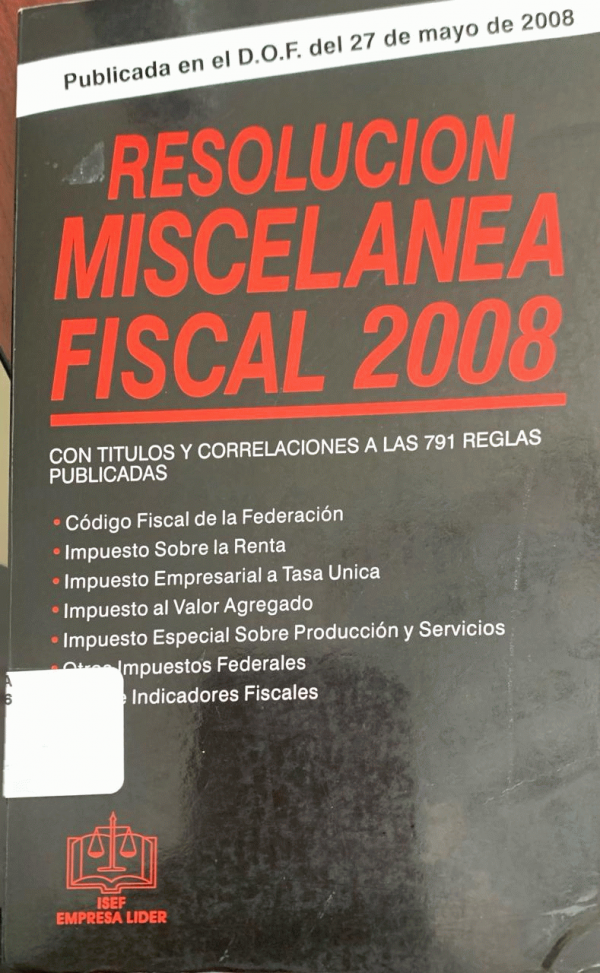 Publicada en el D.O.F. del 27 de mayo de 2008
RESOLUCION
MISCELANEA
FISCAL 2008
CON TITULOS Y CORRELACIONES A LAS 791 REGLAS
PUBLICADAS
• Código Fiscal de la Federación
• Impuesto Sobre la Renta
• Impuesto Empresarial a Tasa Unica
• Impuesto al Valor Agregado
• Impuesto Especial Sobre Producción y Servicios
• Otros Impuestos Federales
Indicadores Fiscales
ISEF
EMPRESA LIDER